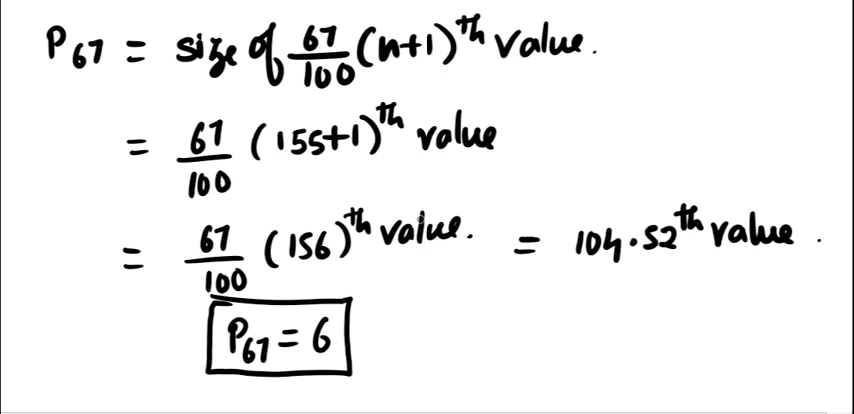 P₆₇ = size of 67/100 (n+1)ᵗʰ value.
= 67/100 (155+1)ᵗʰ value
= 67/100 (156)ᵗʰ value. = 104.52ᵗʰ value.
P₆₇ = 6